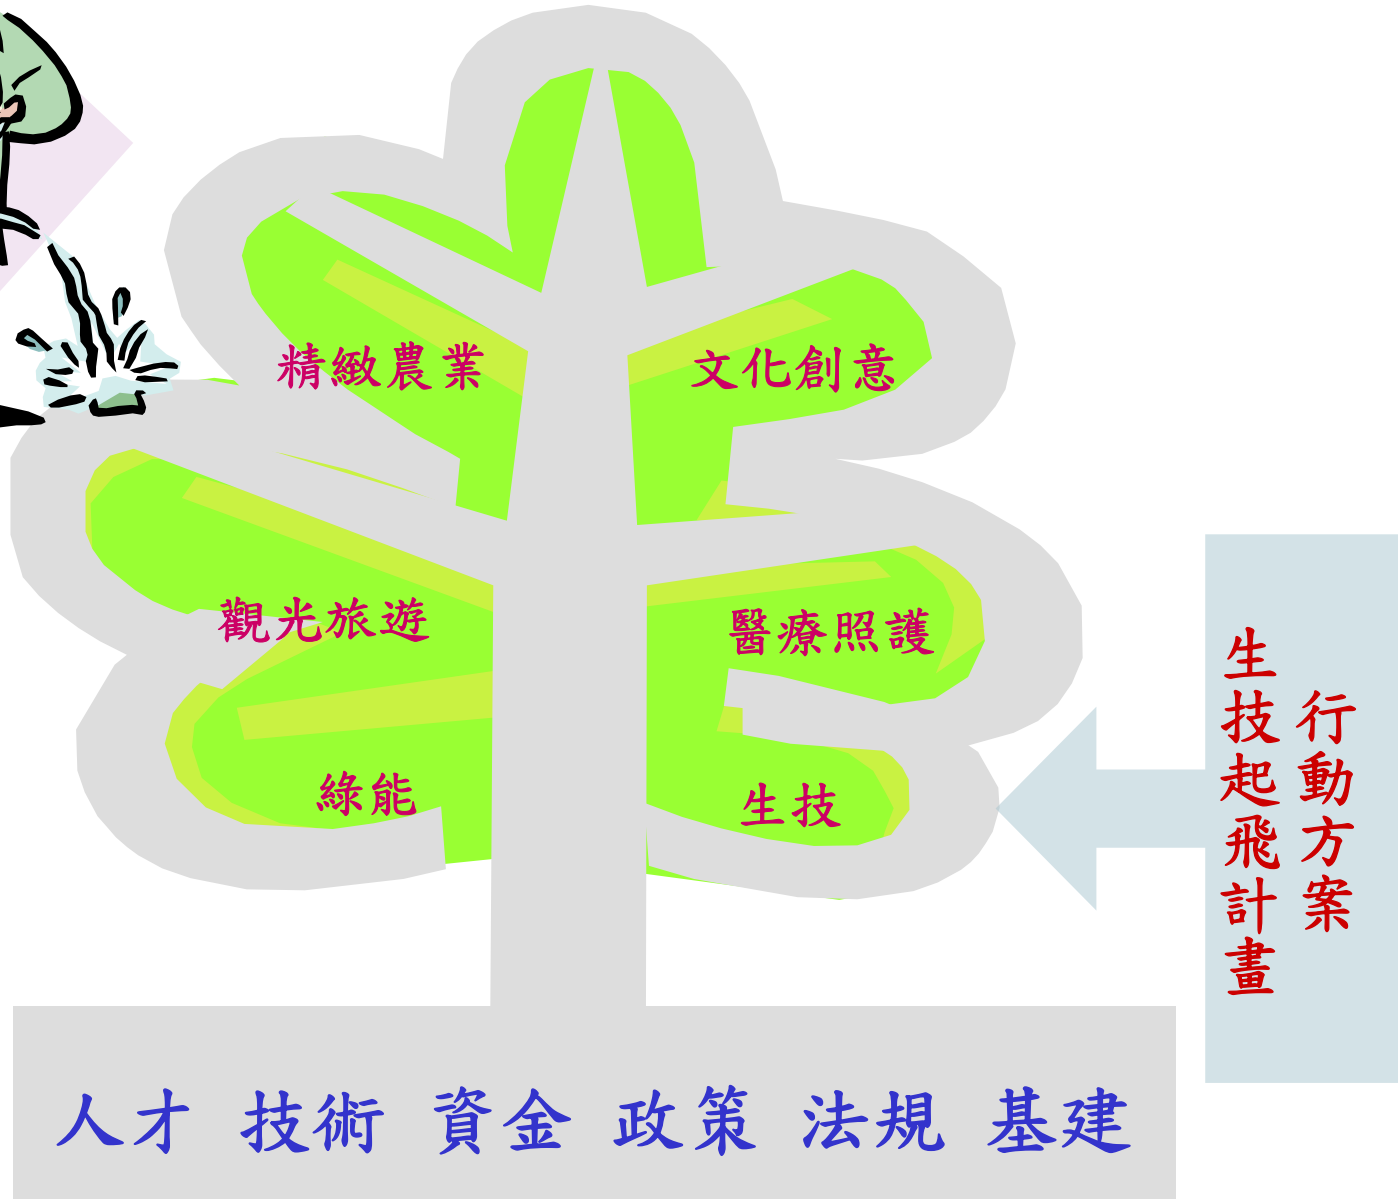 精緻農業
文化創意
觀光旅遊
醫療照護
綠能
生技
生技起飛計畫
行動方案
人才 技術 資金 政策 法規 基建